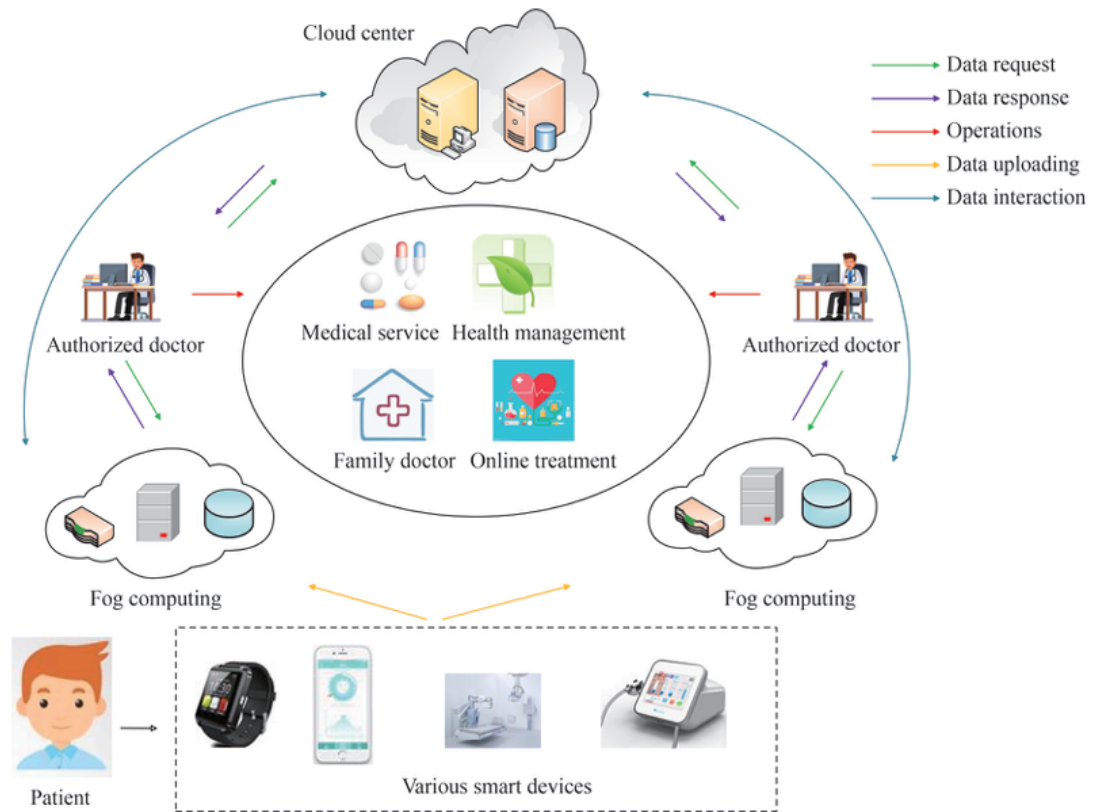 Cloud center
Data request
Data response
Operations
Data uploading
Data interaction
Medical service
Health management
Authorized doctor
Authorized doctor
Family doctor
Online treatment
Fog computing
Fog computing
Patient
Various smart devices